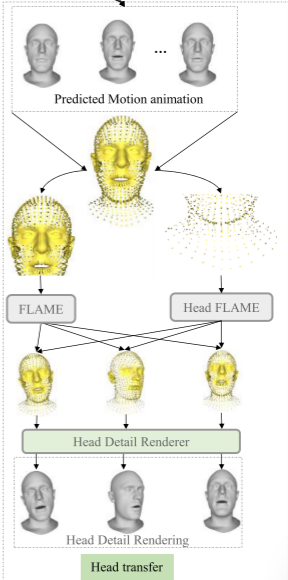 ...
Predicted Motion animation
FLAME
Head FLAME
Head Detail Renderer
Head Detail Rendering
Head transfer